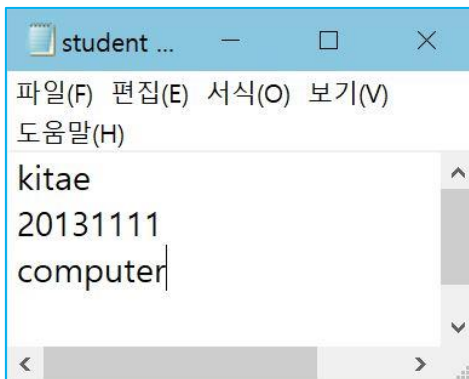 student ...
파일(F) 편집(E) 서식(O) 보기(V)
도움말(H)
kitae
20131111
computer